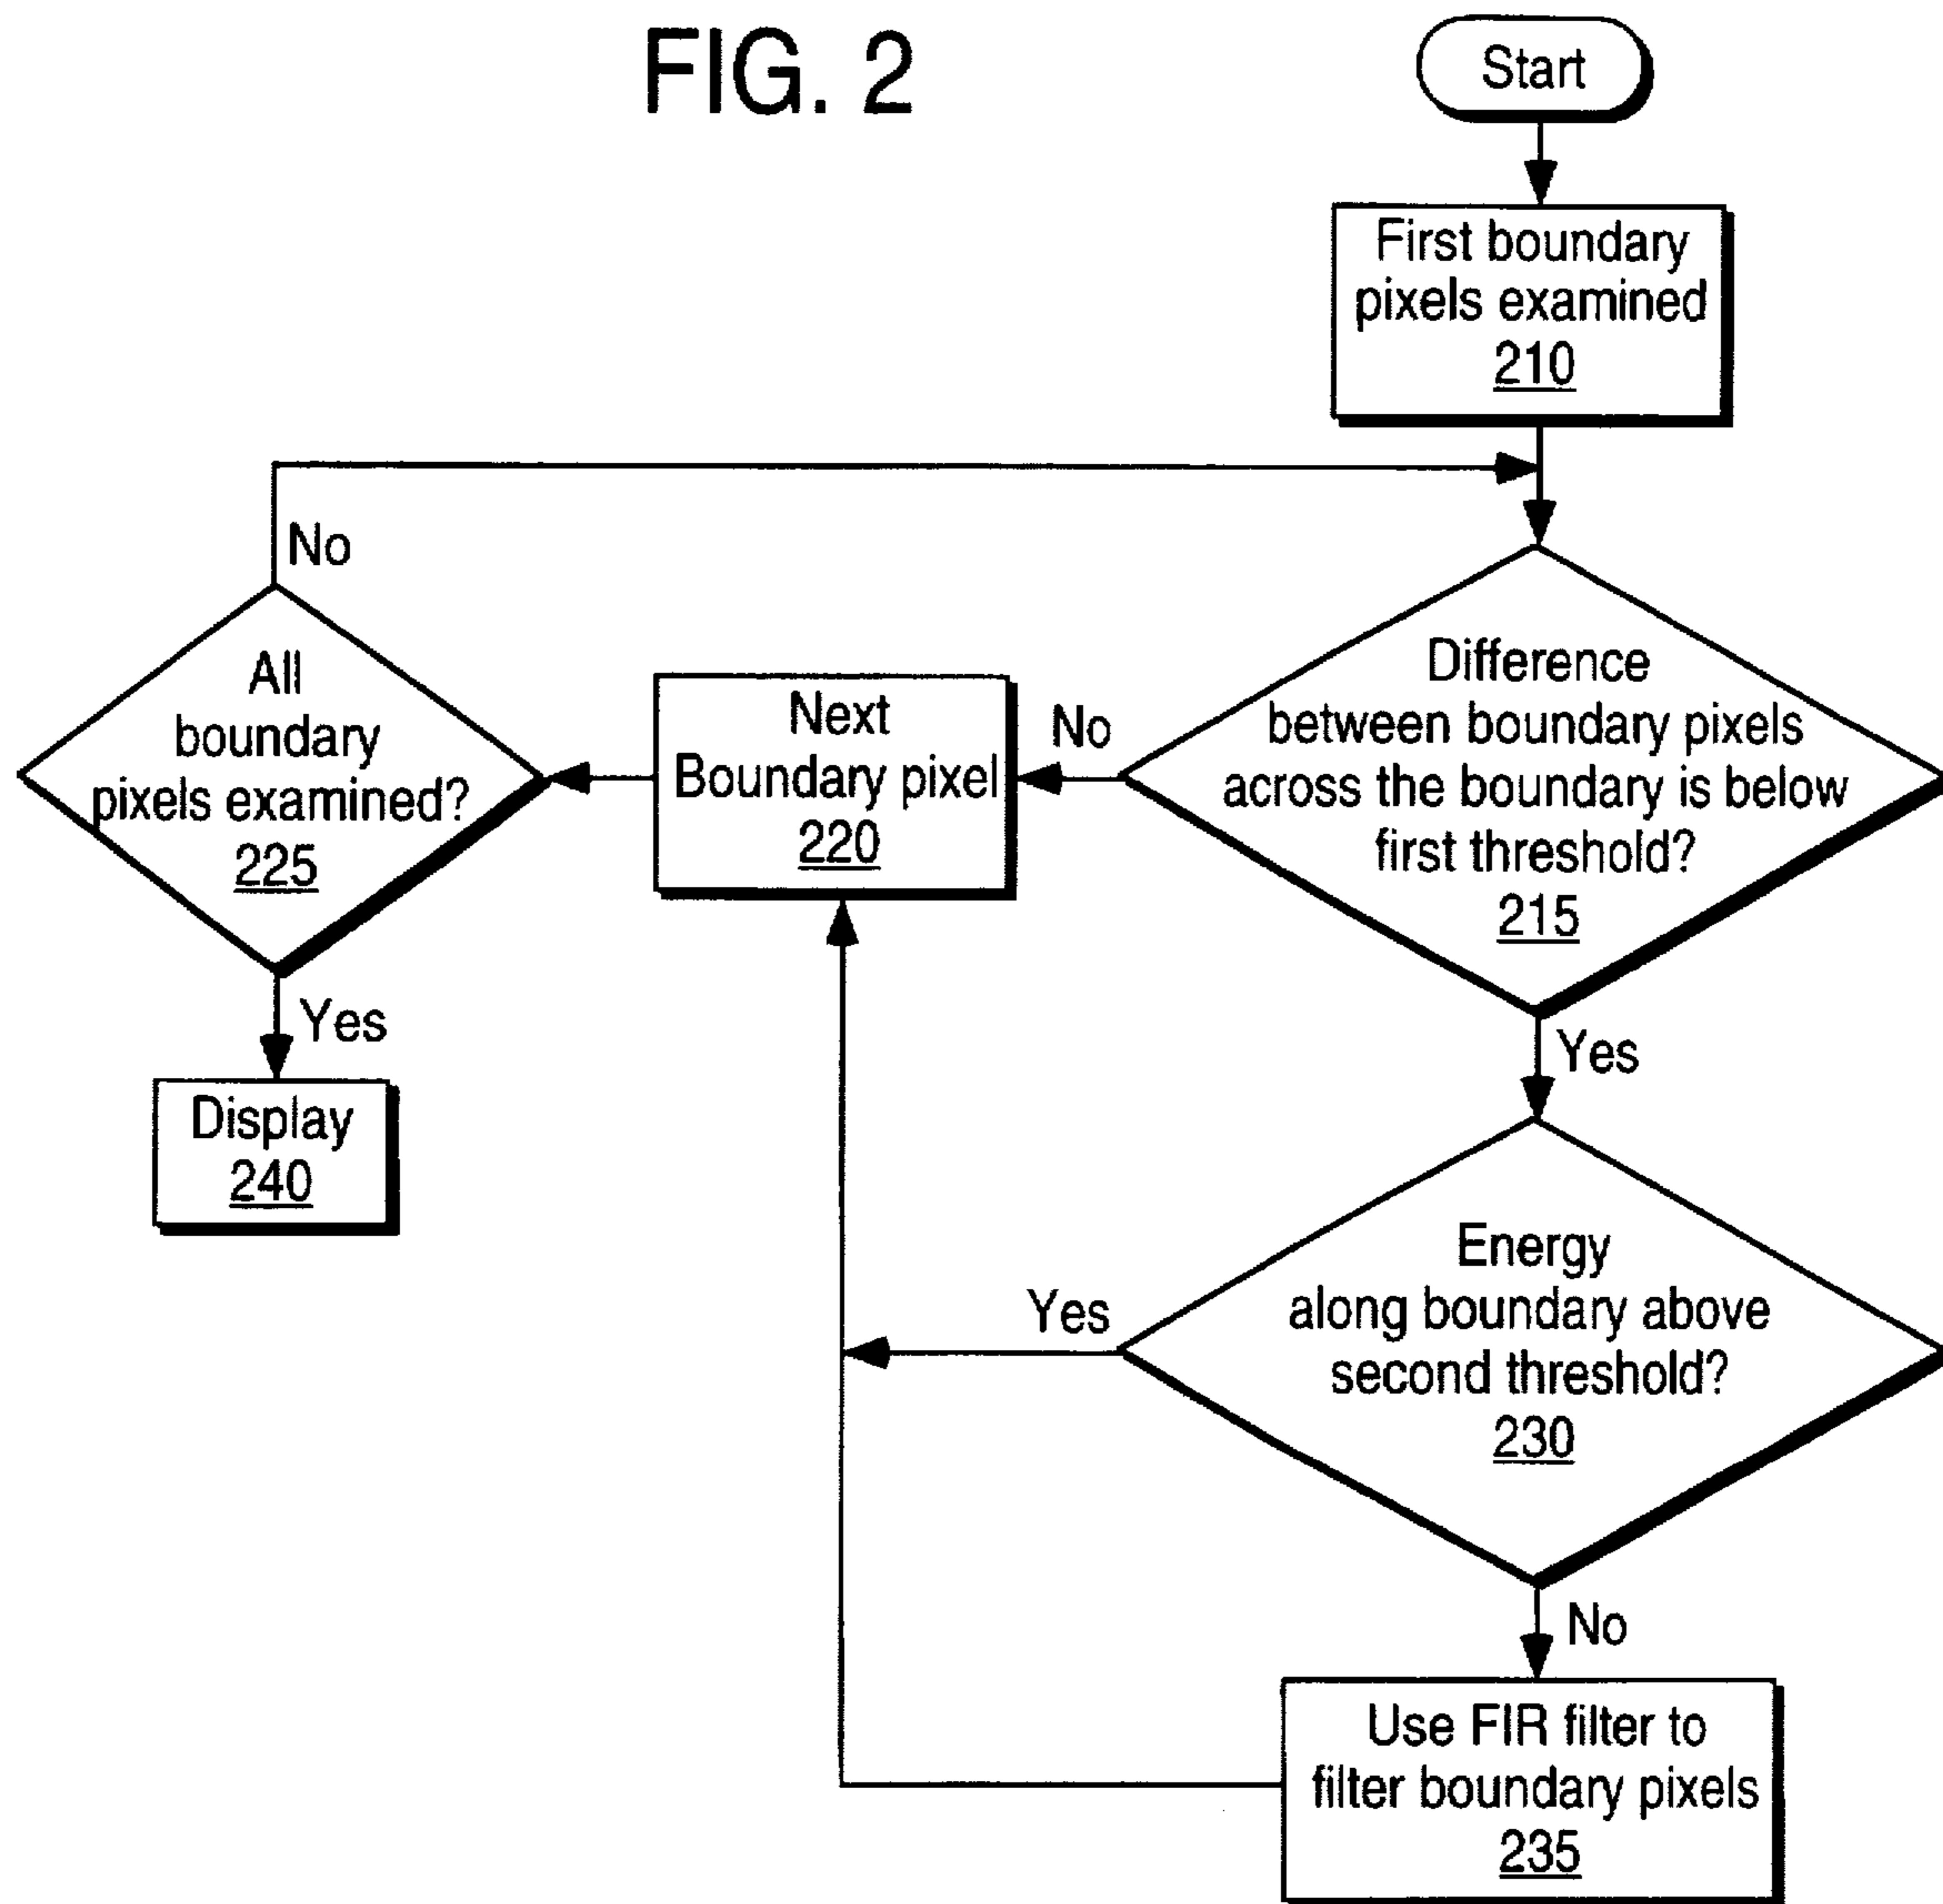 FIG. 2
Start
First boundary
pixels examined
210
No
Difference
between boundary pixels
across the boundary is below
first threshold?
215
No
Next
Boundary pixel
220
All
boundary
pixels examined?
225
Yes
Display
240
Yes
Energy
along boundary above
second threshold?
230
Yes
No
Use FIR filter to
filter boundary pixels
235